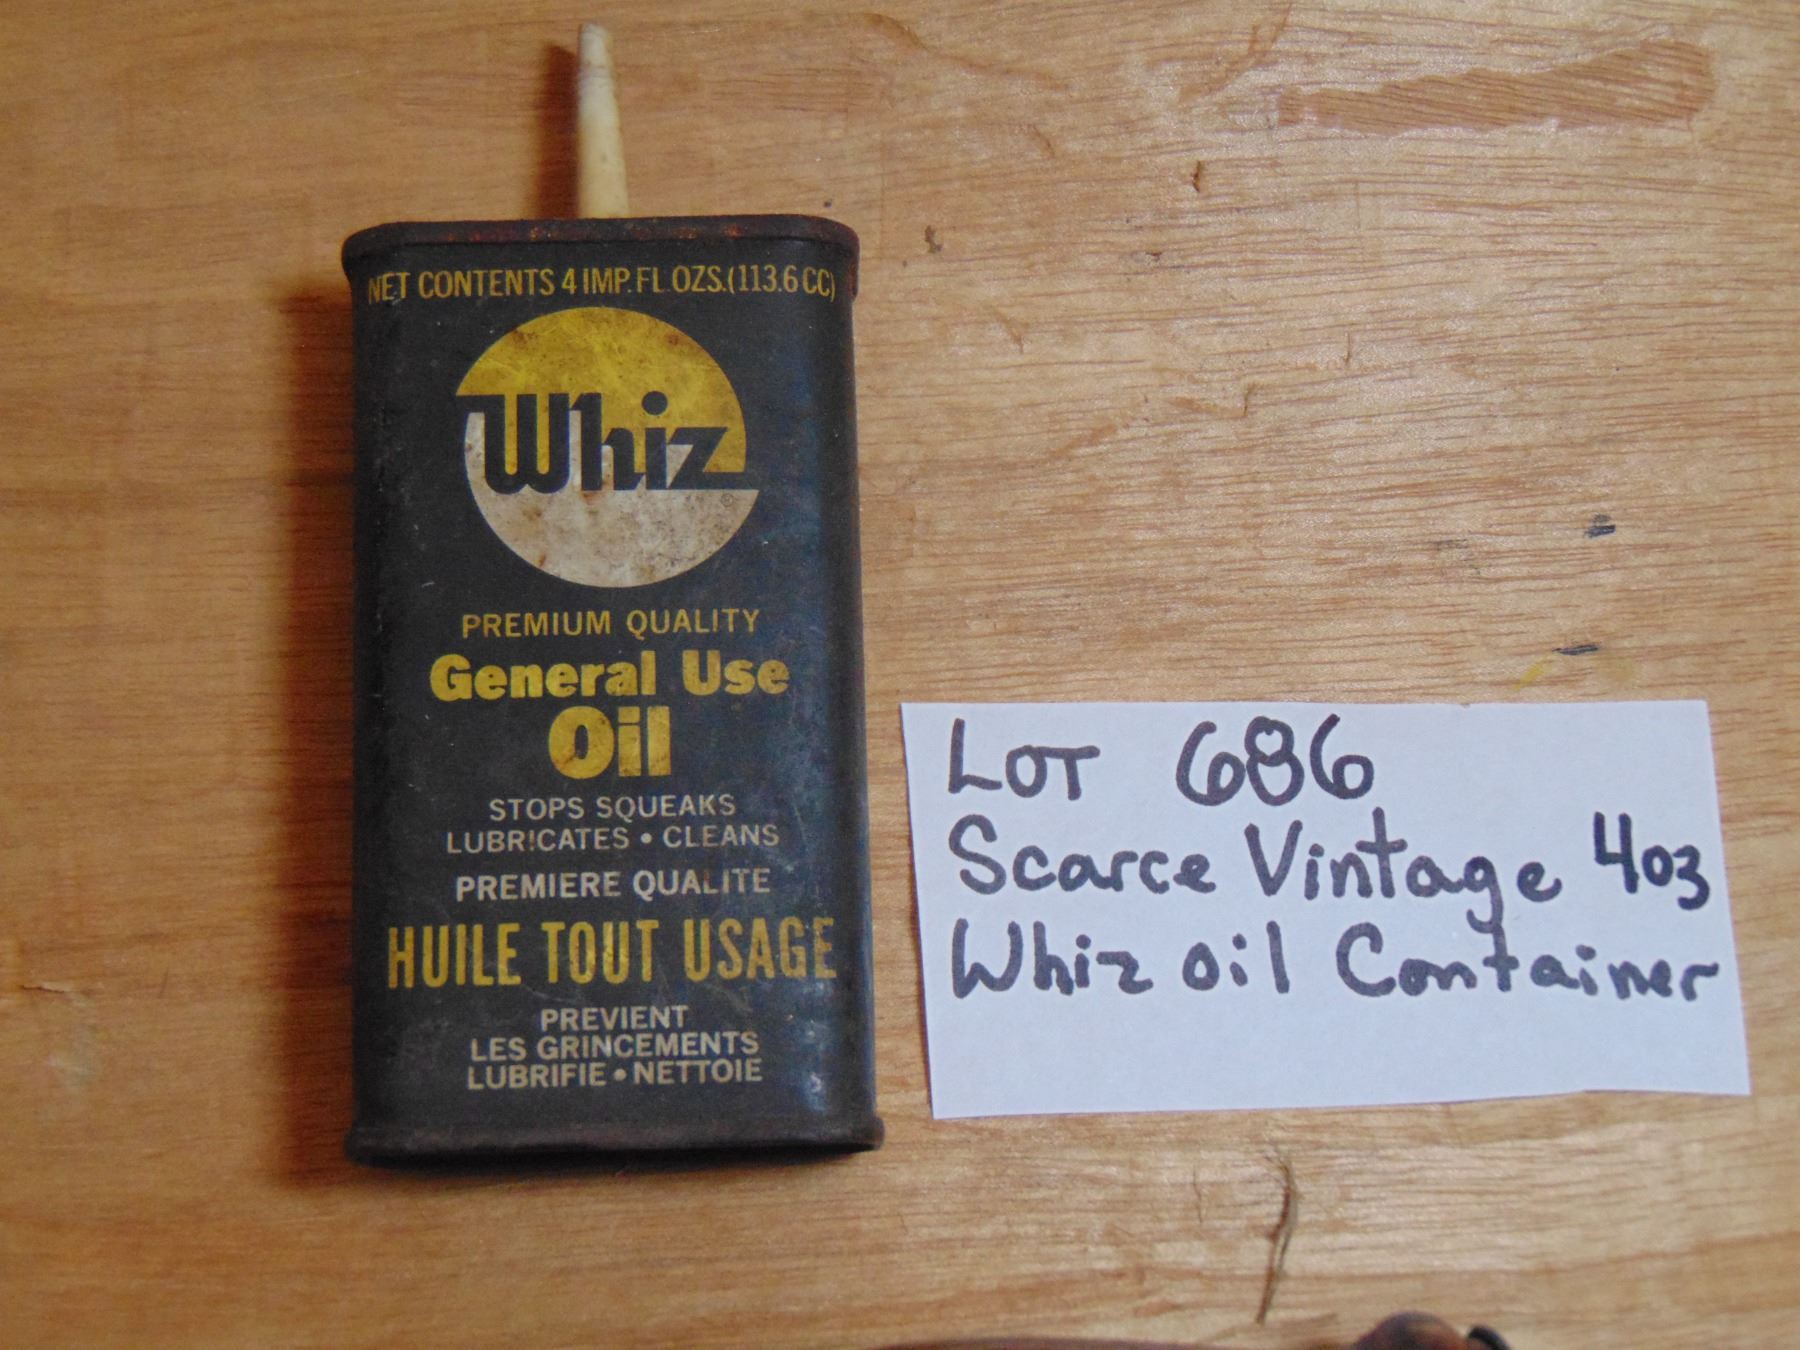 NET CONTENTS 4 IMP. FL. OZS. (113.6 CC)
Whiz
®
PREMIUM QUALITY
General Use
Oil
STOPS SQUEAKS
LUBRICATES • CLEANS
PREMIERE QUALITE
HUILE TOUT USAGE
PREVIENT
LES GRINCEMENTS
LUBRIFIE • NETTOIE
LOT 686
Scarce Vintage 4oz
Whiz oil Container